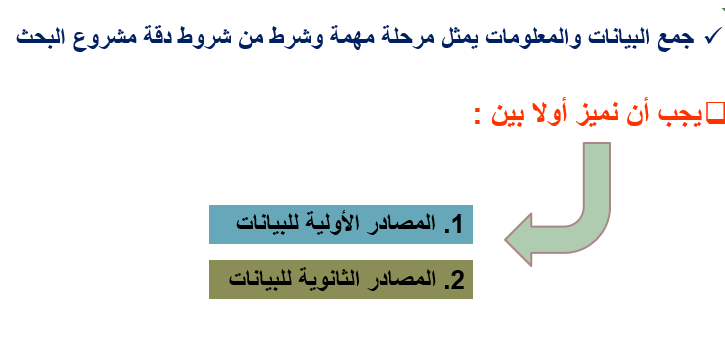 ✓ جمع البيانات والمعلومات يمثل مرحلة مهمة وشرط من شروط دقة مشروع البحث
❑ يجب أن نميز أولا بين :
1. المصادر الأولية للبيانات
2. المصادر الثانوية للبيانات